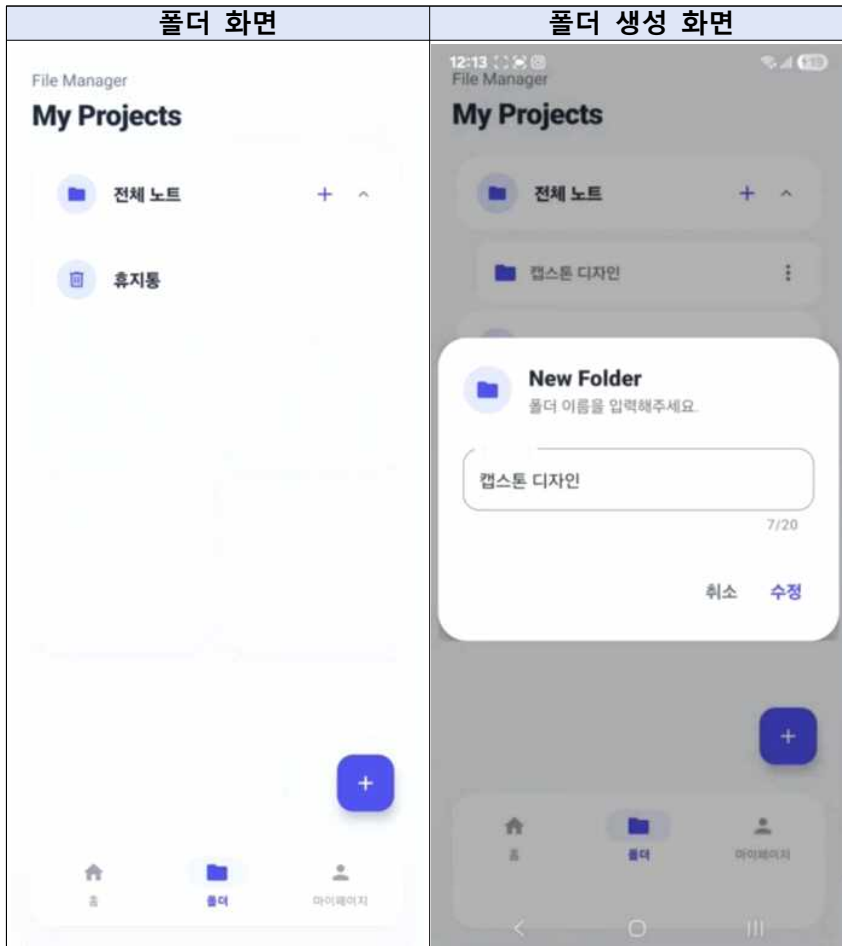 폴더 화면
File Manager
My Projects
전체 노트
휴지통
홈
폴더
마이페이지
폴더 생성 화면
12:13
File Manager
My Projects
전체 노트
캡스톤 디자인
New Folder
폴더 이름을 입력해주세요.
캡스톤 디자인
7/20
취소 수정
홈
폴더
마이페이지